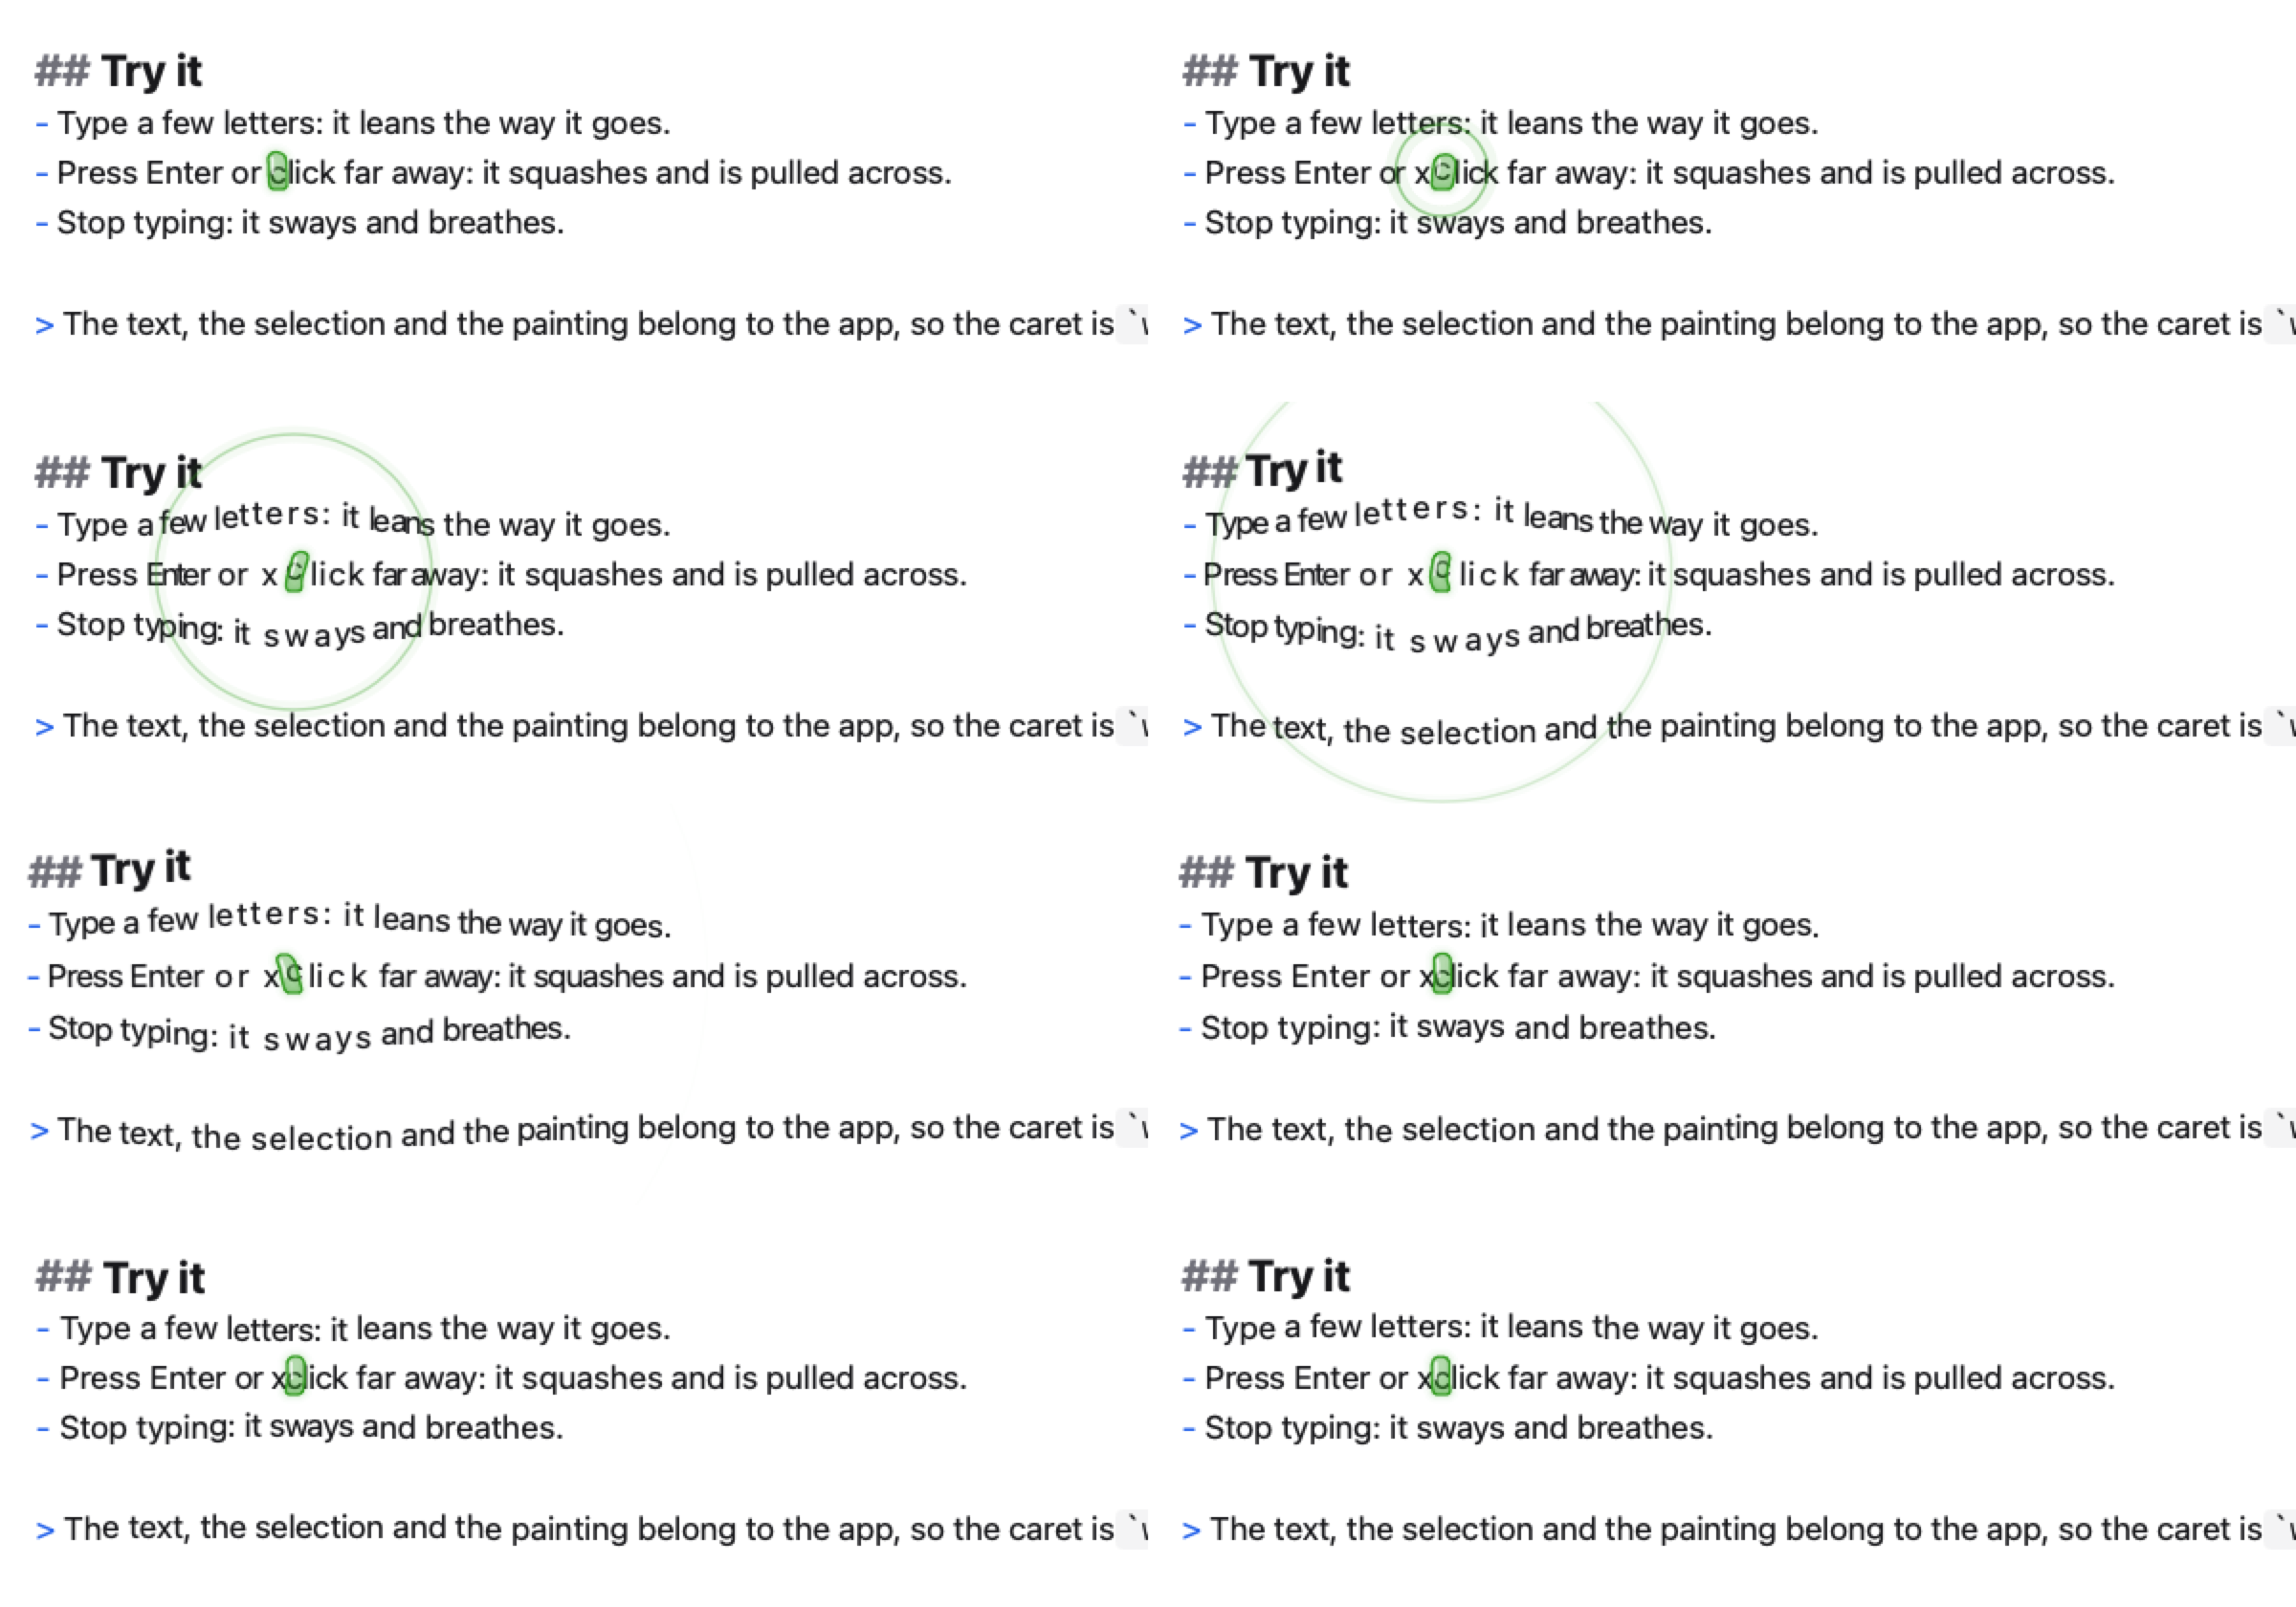 ## Try it
- Type a few letters: it leans the way it goes.
- Press Enter or click far away: it squashes and is pulled across.
- Stop typing: it sways and breathes.
> The text, the selection and the painting belong to the app, so the caret is `
## Try it
- Type a few letters: it leans the way it goes.
- Press Enter or xclick far away: it squashes and is pulled across.
- Stop typing: it sways and breathes.
> The text, the selection and the painting belong to the app, so the caret is `
## Try it
- Type a few letters: it leans the way it goes.
- Press Enter or xclick far away: it squashes and is pulled across.
- Stop typing: it sways and breathes.
> The text, the selection and the painting belong to the app, so the caret is `
## Try it
- Type a few letters: it leans the way it goes.
- Press Enter or xclick far away: it squashes and is pulled across.
- Stop typing: it sways and breathes.
> The text, the selection and the painting belong to the app, so the caret is `
## Try it
- Type a few letters: it leans the way it goes.
- Press Enter or xclick far away: it squashes and is pulled across.
- Stop typing: it sways and breathes.
> The text, the selection and the painting belong to the app, so the caret is `
## Try it
- Type a few letters: it leans the way it goes.
- Press Enter or xclick far away: it squashes and is pulled across.
- Stop typing: it sways and breathes.
> The text, the selection and the painting belong to the app, so the caret is `
## Try it
- Type a few letters: it leans the way it goes.
- Press Enter or xclick far away: it squashes and is pulled across.
- Stop typing: it sways and breathes.
> The text, the selection and the painting belong to the app, so the caret is `
## Try it
- Type a few letters: it leans the way it goes.
- Press Enter or xclick far away: it squashes and is pulled across.
- Stop typing: it sways and breathes.
> The text, the selection and the painting belong to the app, so the caret is `